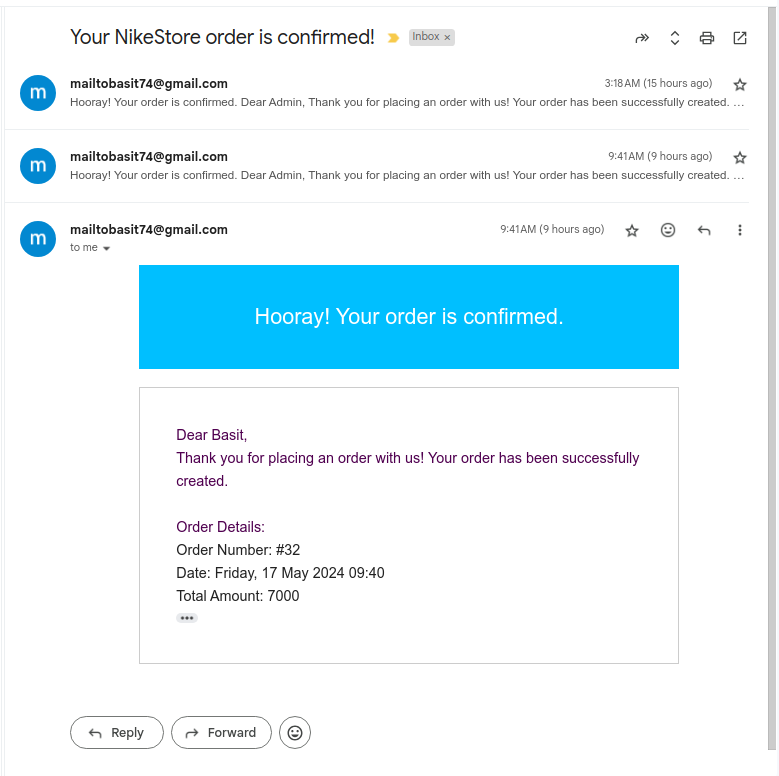 Your NikeStore order is confirmed! Inbox ×
m mailtobasit74@gmail.com 3:18 AM (15 hours ago)
Hooray! Your order is confirmed. Dear Admin, Thank you for placing an order with us! Your order has been successfully created. ...
m mailtobasit74@gmail.com 9:41 AM (9 hours ago)
Hooray! Your order is confirmed. Dear Admin, Thank you for placing an order with us! Your order has been successfully created. ...
m mailtobasit74@gmail.com 9:41 AM (9 hours ago)
to me
Hooray! Your order is confirmed.
Dear Basit,
Thank you for placing an order with us! Your order has been successfully
created.
Order Details:
Order Number: #32
Date: Friday, 17 May 2024 09:40
Total Amount: 7000
Reply Forward